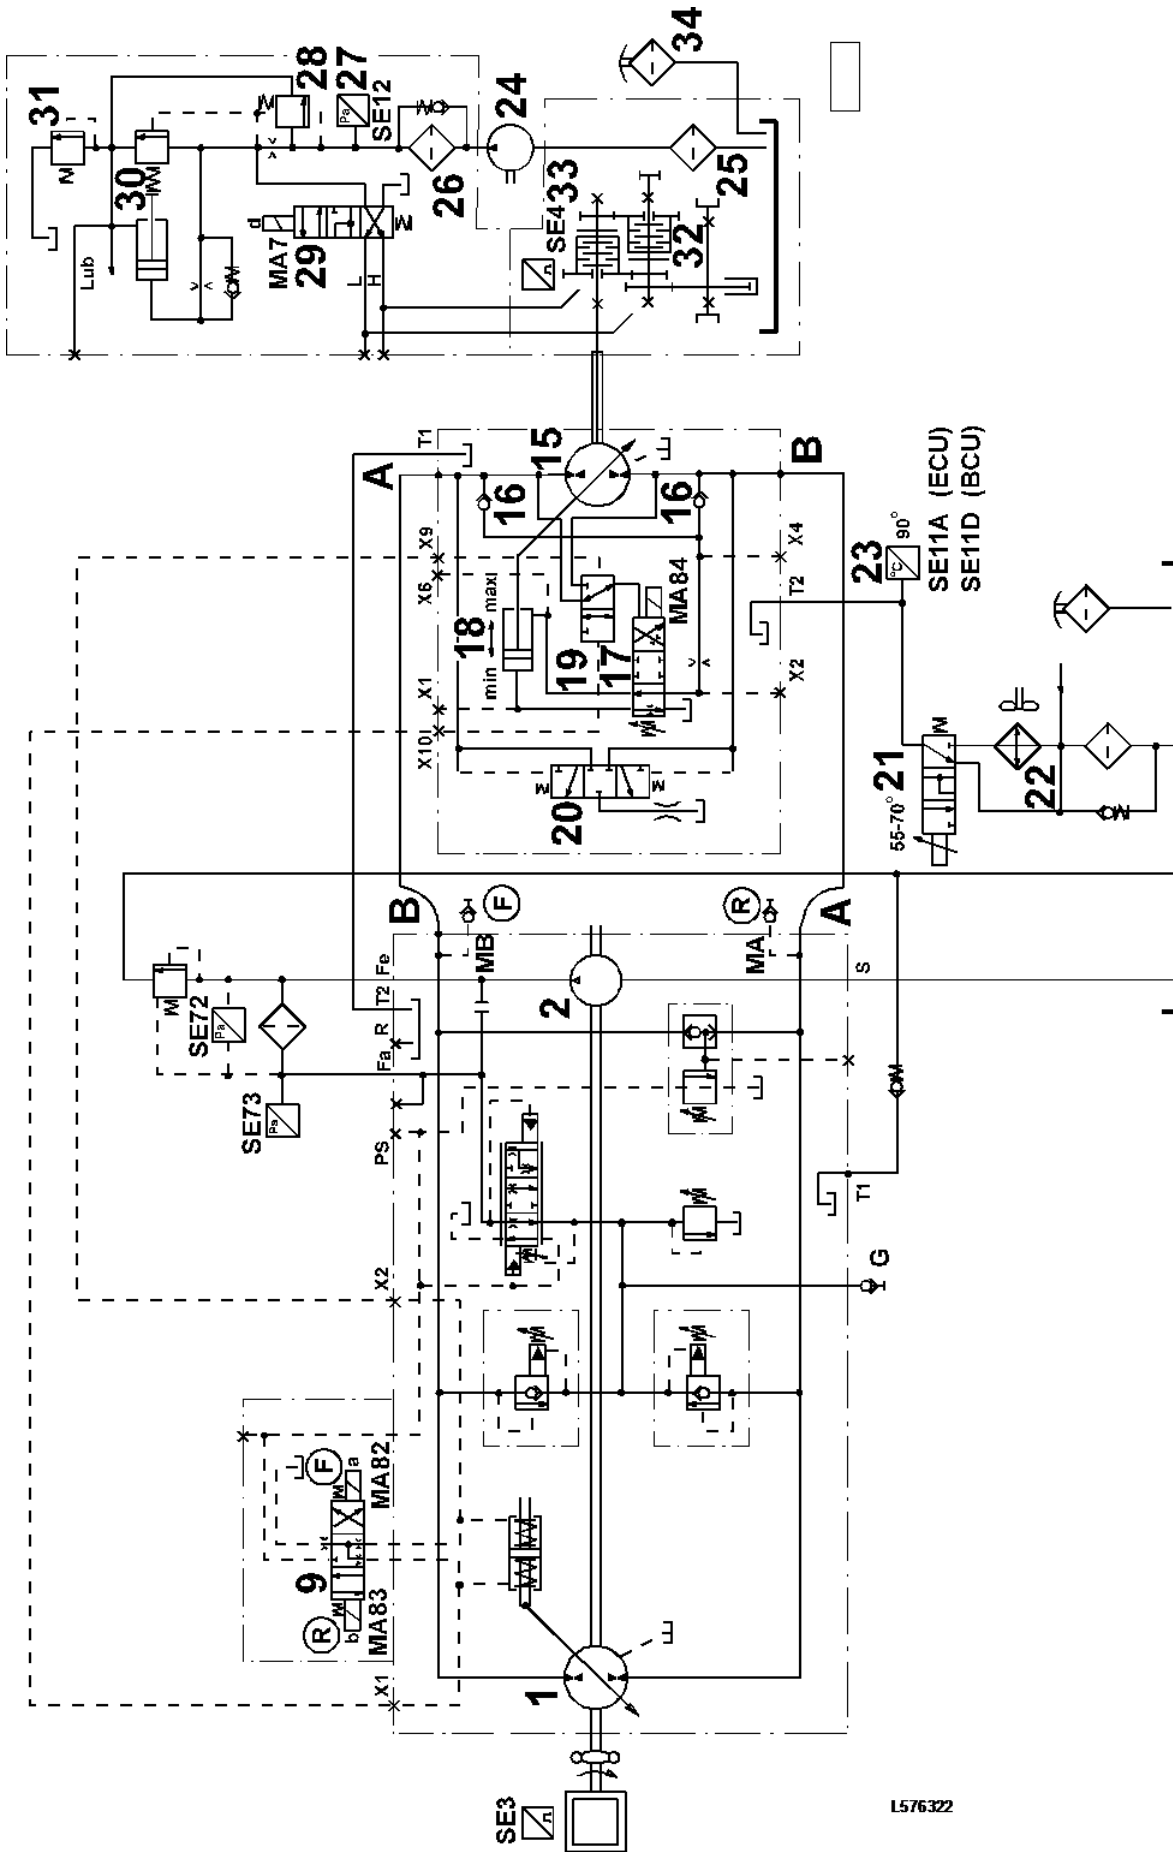 31
30
28
27
SE12
Pa
34
24
26
25
Lub
d
MA7
29
L
H
SE4
33
32
A
T1
15
16
16
B
X9
X6
maxi
18
min
X1
X10
19
17
MA84
20
X4
T2
X2
23
°C
90°
SE11A (ECU)
SE11D (BCU)
55-70°
21
22
B
A
F
MB
R
MA
Fe
T2
R
Fa
2
S
SE72
Pa
SE73
Pa
PS
T1
X2
G
9
F
a
MA82
R
b
MA83
X1
1
SE3
L576322